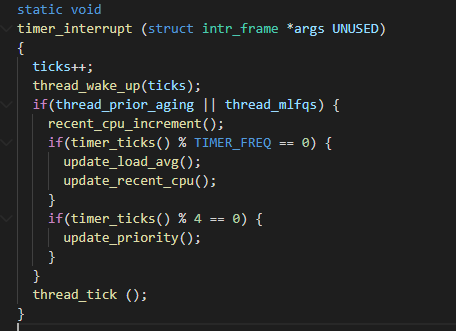 static void
timer_interrupt (struct intr_frame *args UNUSED)
{
  ticks++;
  thread_wake_up(ticks);
  if(thread_prior_aging || thread_mlfqs) {
    recent_cpu_increment();
    if(timer_ticks() % TIMER_FREQ == 0) {
      update_load_avg();
      update_recent_cpu();
    }
    if(timer_ticks() % 4 == 0) {
      update_priority();
    }
  }
  thread_tick ();
}